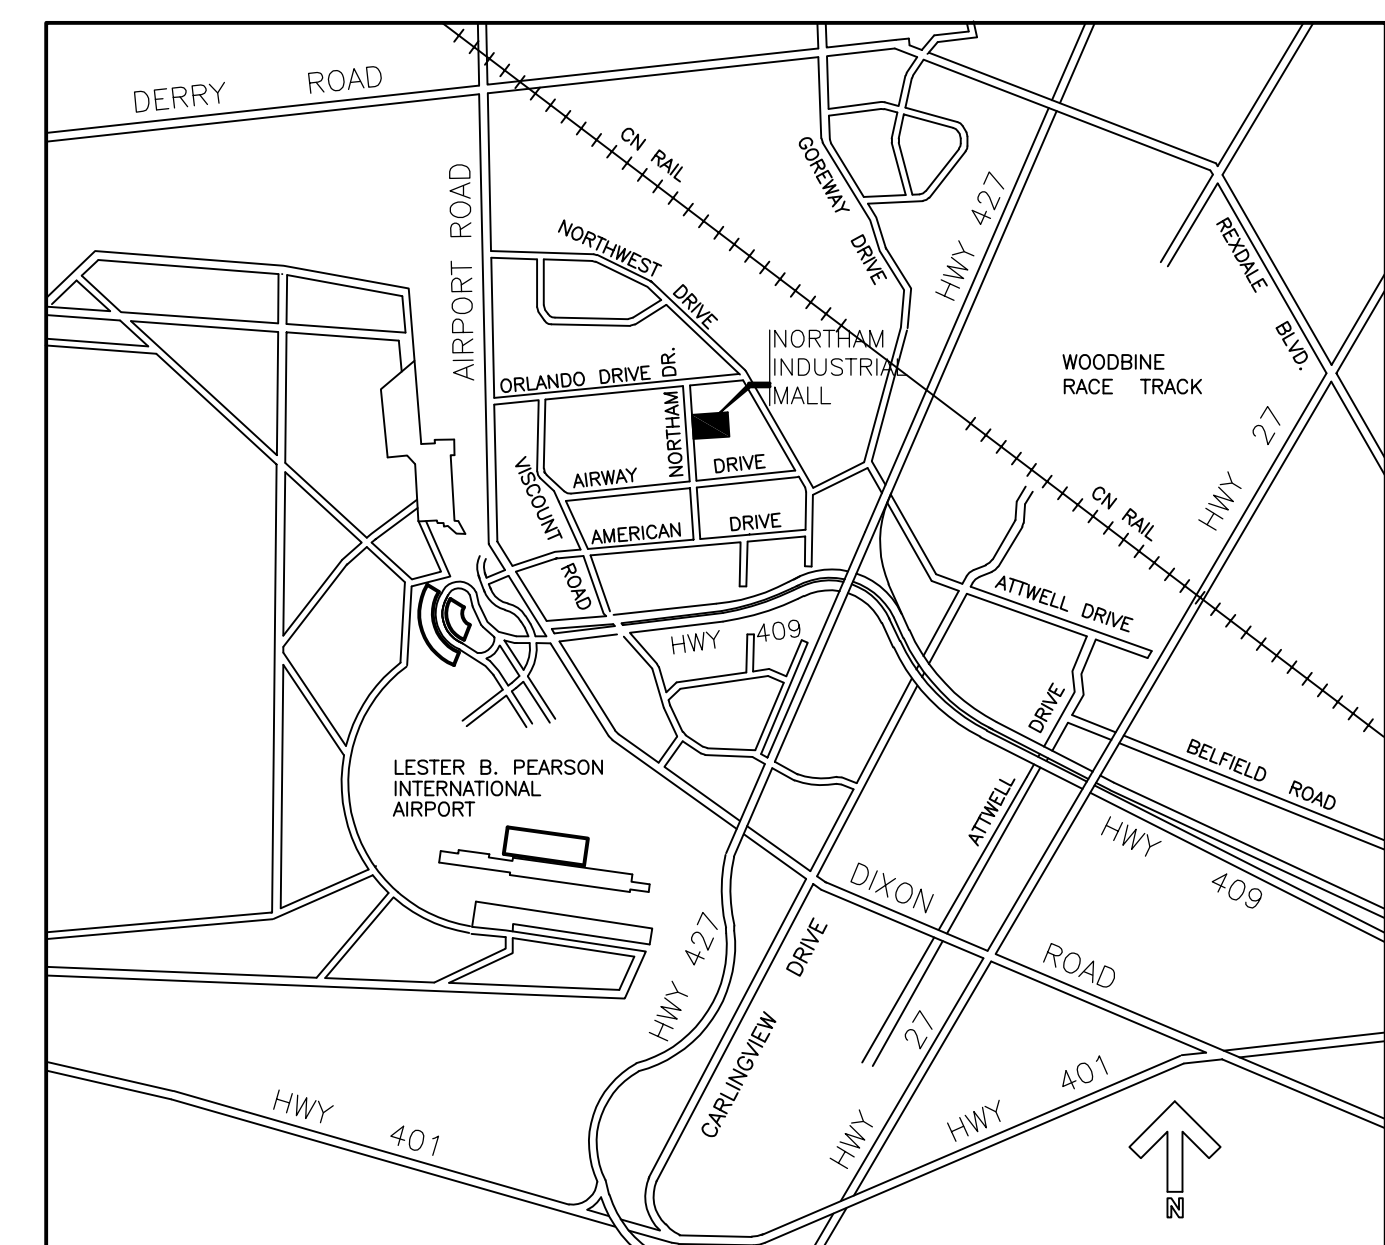 DERRY ROAD
CN RAIL
AIRPORT ROAD
GOREWAY DRIVE
HWY 427
NORTHWEST DRIVE
REXDALE BLVD.
NORTHAM
INDUSTRIAL
MALL
WOODBINE
RACE TRACK
ORLANDO DRIVE
NORTHAM DR.
HWY 27
VISCOUNT ROAD
AIRWAY DRIVE
AMERICAN DRIVE
CN RAIL
ATTWELL DRIVE
HWY 409
ATTWELL DRIVE
BELFIELD ROAD
LESTER B. PEARSON
INTERNATIONAL
AIRPORT
HWY 409
DIXON ROAD
HWY 427
CARLINGVIEW DRIVE
HWY 27
HWY 401
HWY 401
N